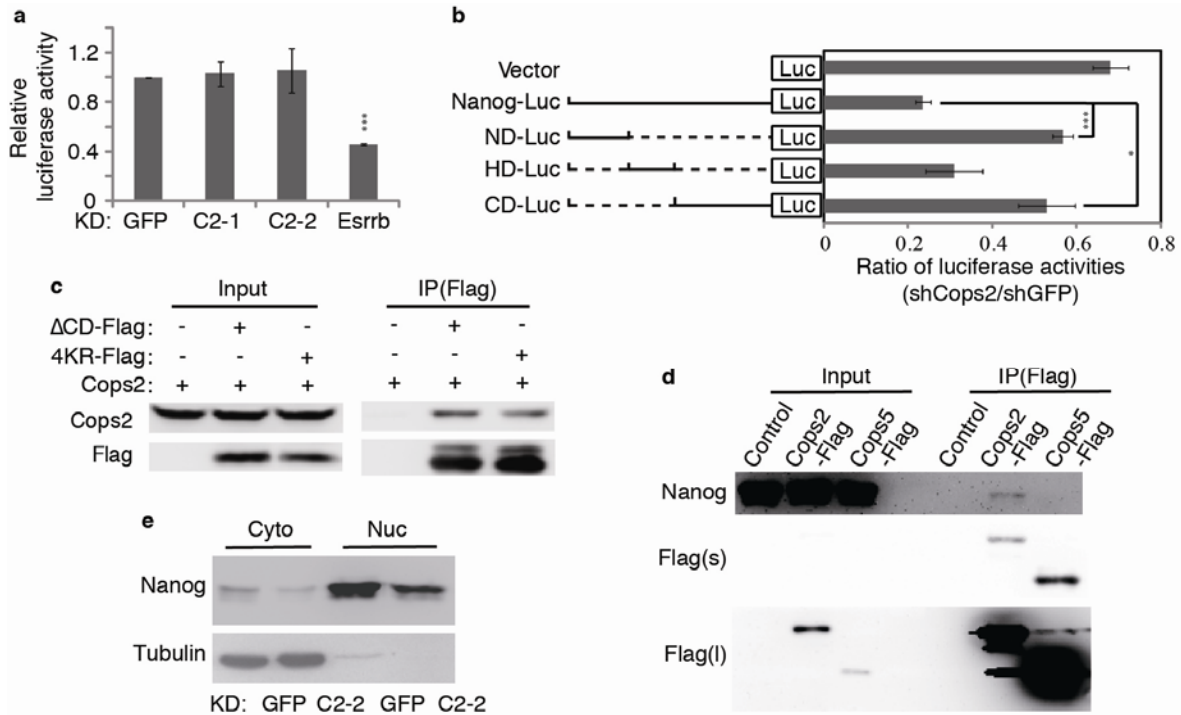 a
Relative
luciferase activity
1.2
0.8
0.4
0
***
KD: GFP C2-1 C2-2 Esrrb
b
Vector Luc
Nanog-Luc Luc
ND-Luc Luc
HD-Luc Luc
CD-Luc Luc
***
*
0 0.2 0.4 0.6 0.8
Ratio of luciferase activities
(shCops2/shGFP)
c
Input IP(Flag)
ΔCD-Flag: - + - - + -
4KR-Flag: - - + - - +
Cops2: + + + + + +
Cops2
Flag
d
Input IP(Flag)
Control Cops2 -Flag Cops5 -Flag Control Cops2 -Flag Cops5 -Flag
Nanog
Flag(s)
Flag(l)
e
Cyto Nuc
Nanog
Tubulin
KD: GFP C2-2 GFP C2-2